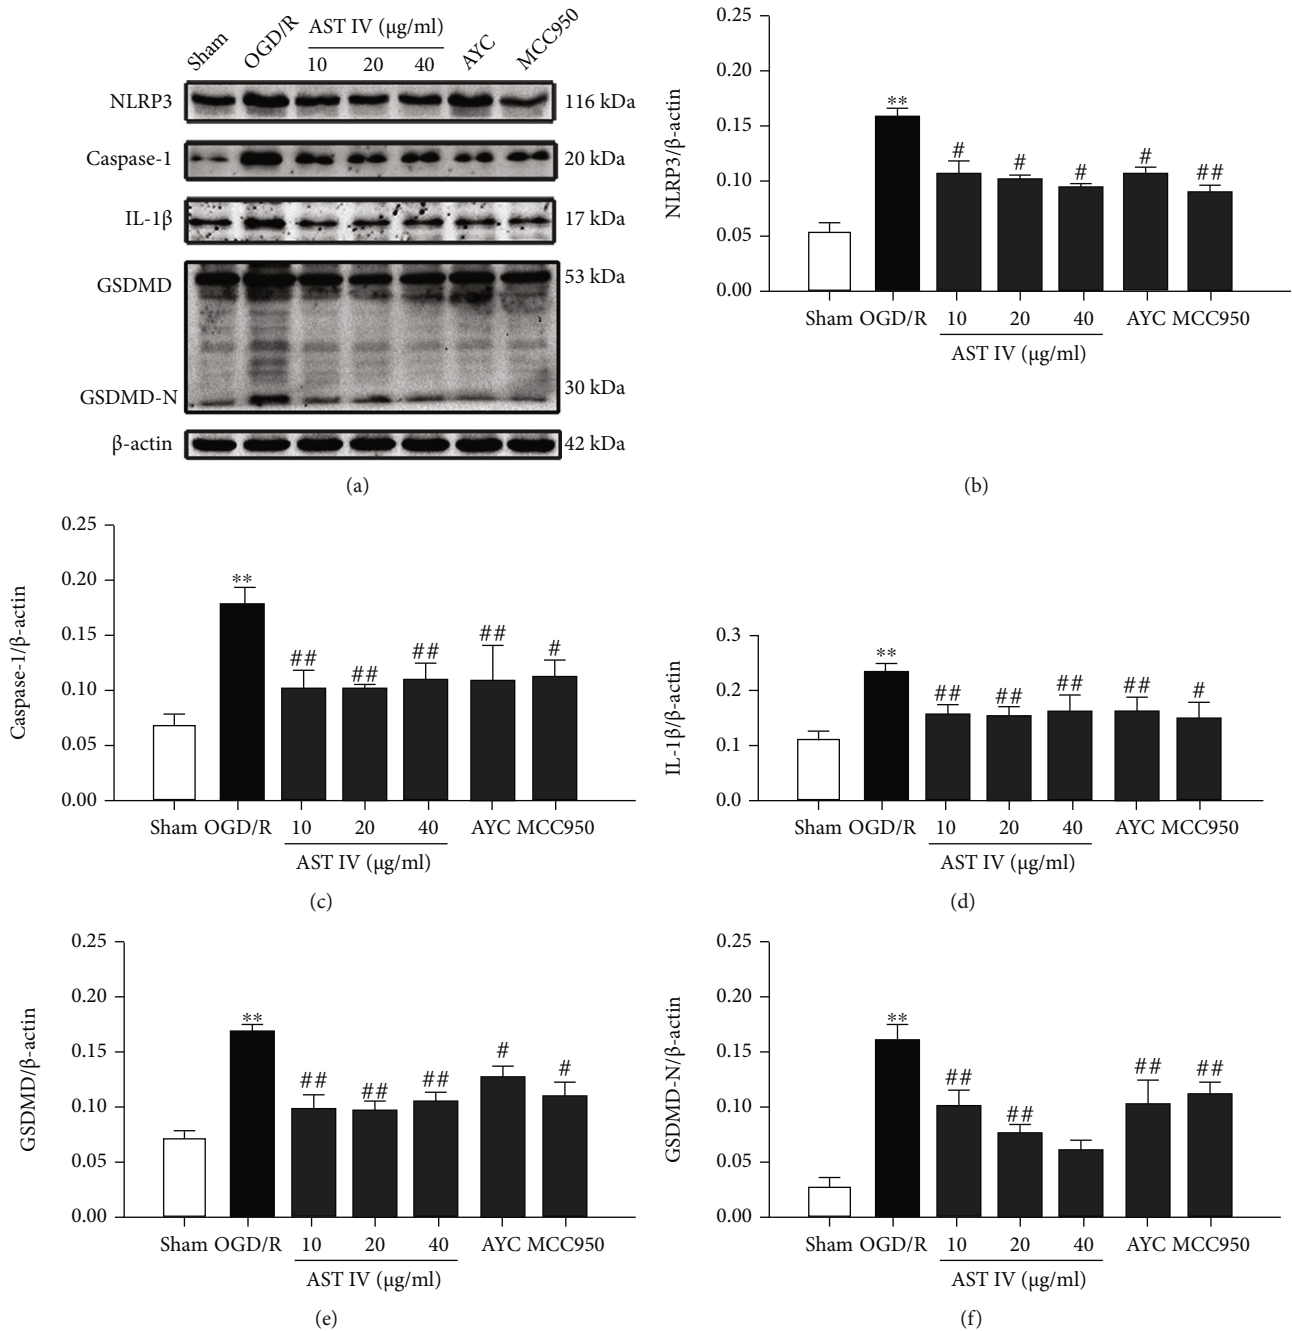 Sham OGD/R AST IV (μg/ml) AYC MCC950
10 20 40
NLRP3 116 kDa
Caspase-1 20 kDa
IL-1β 17 kDa
GSDMD 53 kDa
GSDMD-N 30 kDa
β-actin 42 kDa
(a)
NLRP3/β-actin
0.25
0.20
0.15
0.10
0.05
0.00
** # # # # ##
Sham OGD/R 10 20 40 AYC MCC950
AST IV (μg/ml)
(b)
Caspase-1/β-actin
0.25
0.20
0.15
0.10
0.05
0.00
** ## ## ## ## #
Sham OGD/R 10 20 40 AYC MCC950
AST IV (μg/ml)
(c)
IL-1β/β-actin
0.3
0.2
0.1
0.0
** ## ## ## ## #
Sham OGD/R 10 20 40 AYC MCC950
AST IV (μg/ml)
(d)
GSDMD/β-actin
0.25
0.20
0.15
0.10
0.05
0.00
** ## ## ## # #
Sham OGD/R 10 20 40 AYC MCC950
AST IV (μg/ml)
(e)
GSDMD-N/β-actin
0.25
0.20
0.15
0.10
0.05
0.00
** ## ## ## ##
Sham OGD/R 10 20 40 AYC MCC950
AST IV (μg/ml)
(f)